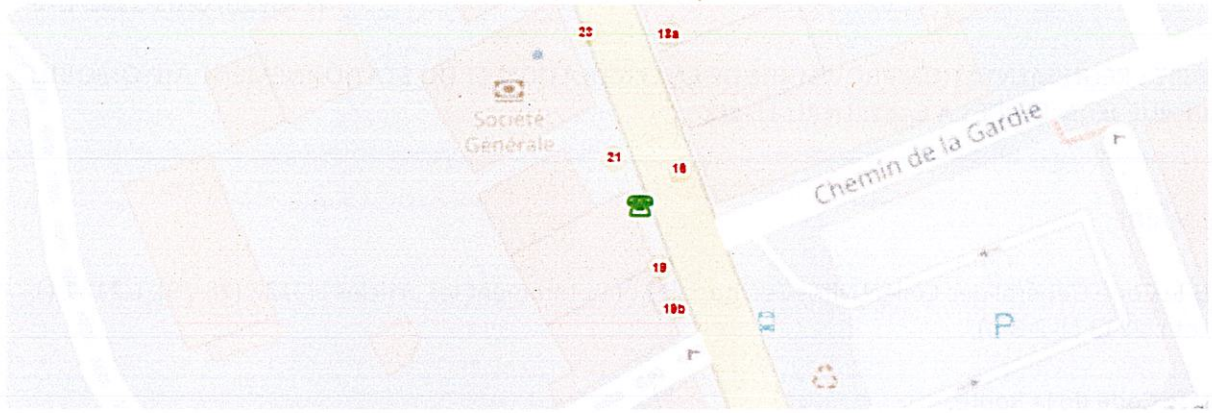 23
18a
Société
Générale
21
16
Chemin de la Gardie
19
19b
P